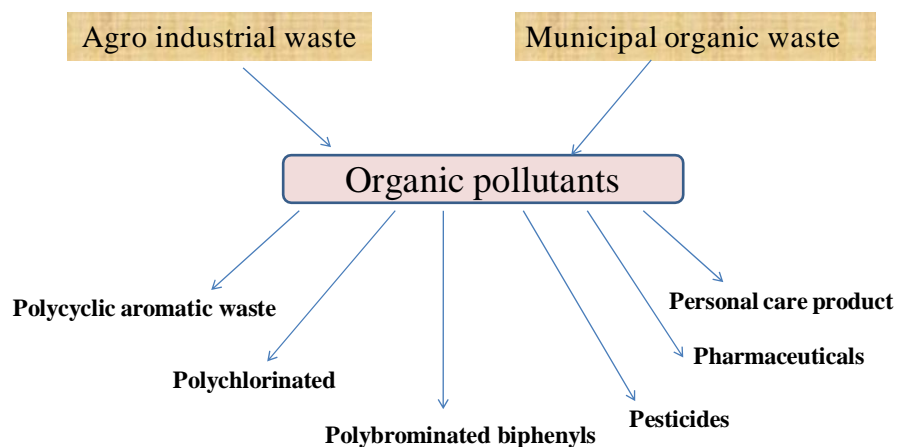 Agro industrial waste
Municipal organic waste
Organic pollutants
Polycyclic aromatic waste
Polychlorinated
Polybrominated biphenyls
Pesticides
Pharmaceuticals
Personal care product